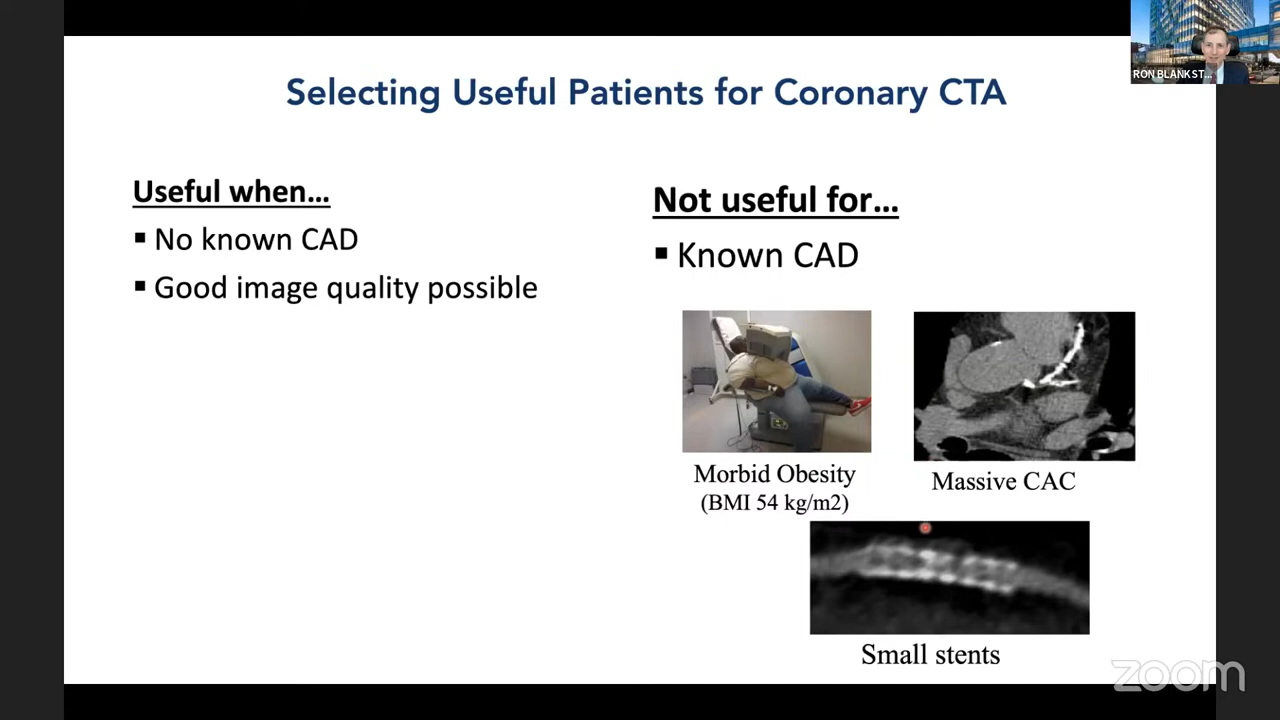 RON BLANKST...
Selecting Useful Patients for Coronary CTA
Useful when...
▪ No known CAD
▪ Good image quality possible
Not useful for...
▪ Known CAD
Morbid Obesity
(BMI 54 kg/m2)
Massive CAC
Small stents
zoom